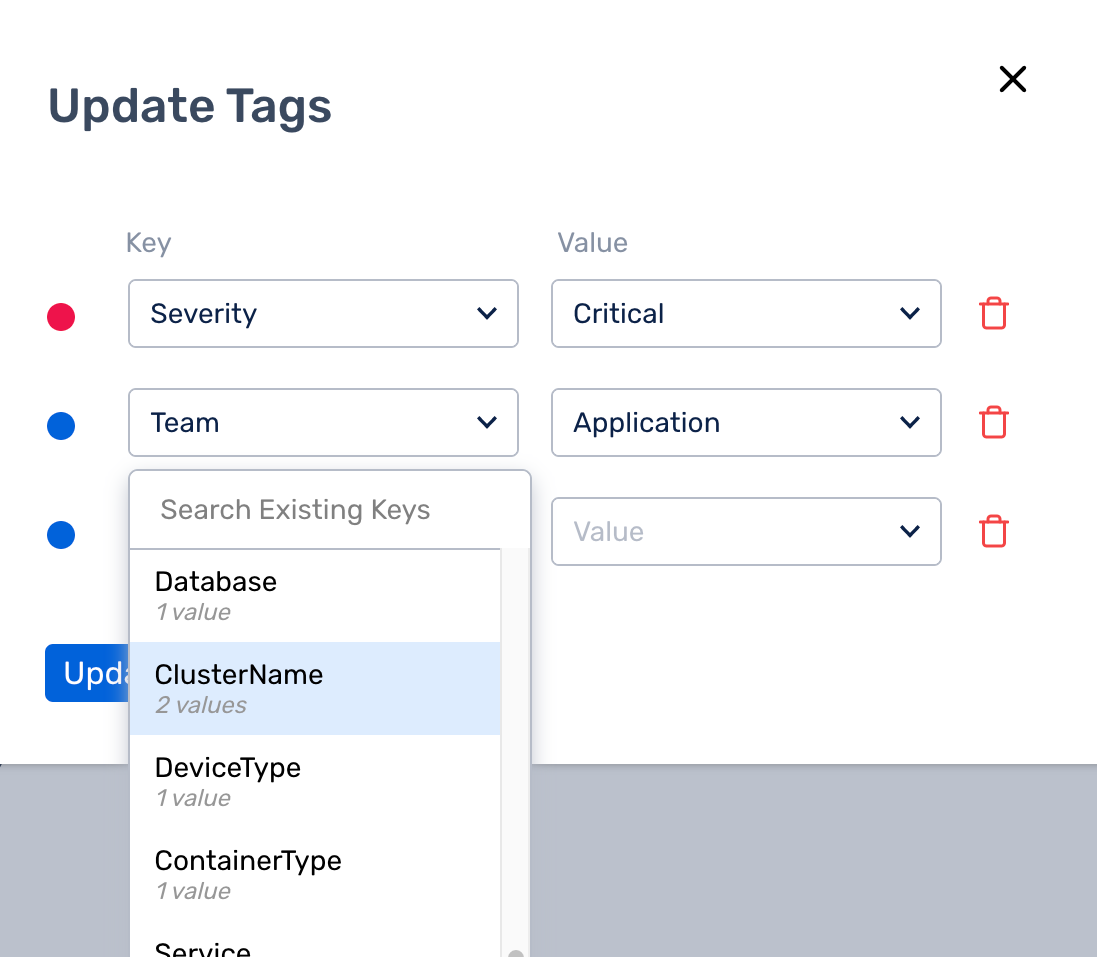 Update Tags
Key Value
Severity Critical
Team Application
Search Existing Keys Value
Database
1 value
ClusterName
2 values
DeviceType
1 value
ContainerType
1 value
Service